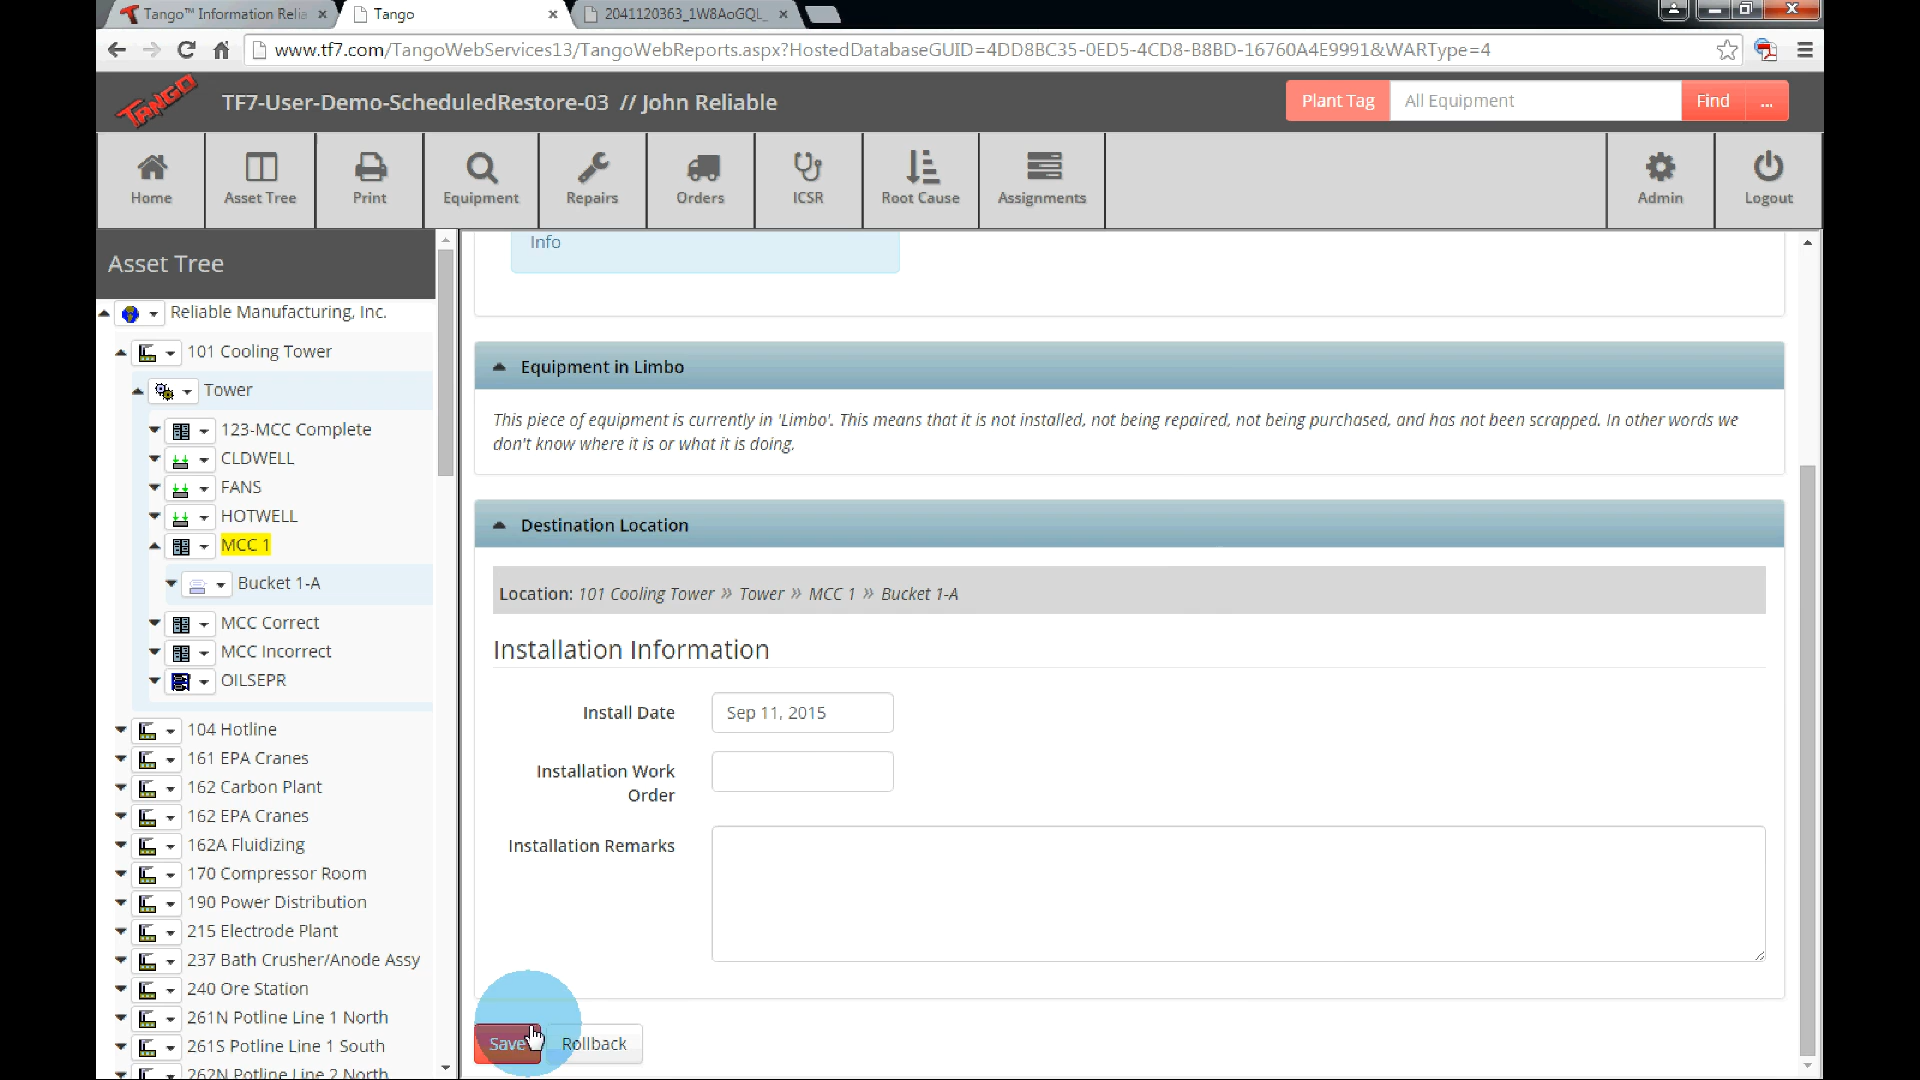 Tango™ Information Relia
Tango
2041120363_1W8AoGQL_
www.tf7.com/TangoWebServices13/TangoWebReports.aspx?HostedDatabaseGUID=4DD8BC35-0ED5-4CD8-B8BD-16760A4E9991&WARType=4
TANGO
TF7-User-Demo-ScheduledRestore-03 // John Reliable
Plant Tag
All Equipment
Find
...
Home
Asset Tree
Print
Equipment
Repairs
Orders
ICSR
Root Cause
Assignments
Admin
Logout
Asset Tree
Reliable Manufacturing, Inc.
101 Cooling Tower
Tower
123-MCC Complete
CLDWELL
FANS
HOTWELL
MCC 1
Bucket 1-A
MCC Correct
MCC Incorrect
OILSEPR
104 Hotline
161 EPA Cranes
162 Carbon Plant
162 EPA Cranes
162A Fluidizing
170 Compressor Room
190 Power Distribution
215 Electrode Plant
237 Bath Crusher/Anode Assy
240 Ore Station
261N Potline Line 1 North
261S Potline Line 1 South
262N Potline Line 2 North
Info
Equipment in Limbo
This piece of equipment is currently in 'Limbo'. This means that it is not installed, not being repaired, not being purchased, and has not been scrapped. In other words we
don't know where it is or what it is doing.
Destination Location
Location: 101 Cooling Tower » Tower » MCC 1 » Bucket 1-A
Installation Information
Install Date
Sep 11, 2015
Installation Work
Order
Installation Remarks
Save
Rollback